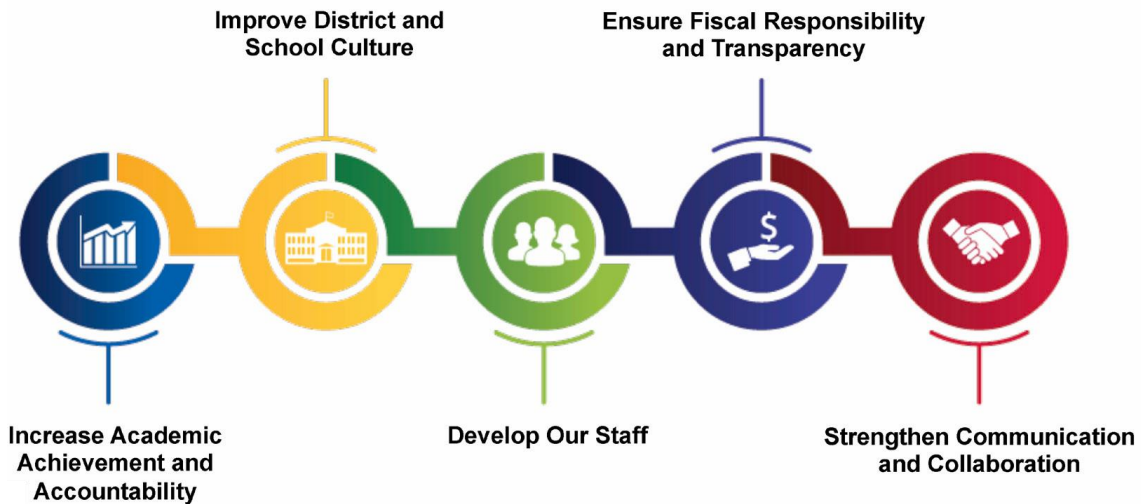 Improve District and
School Culture
Ensure Fiscal Responsibility
and Transparency
$
Increase Academic
Achievement and
Accountability
Develop Our Staff
Strengthen Communication
and Collaboration